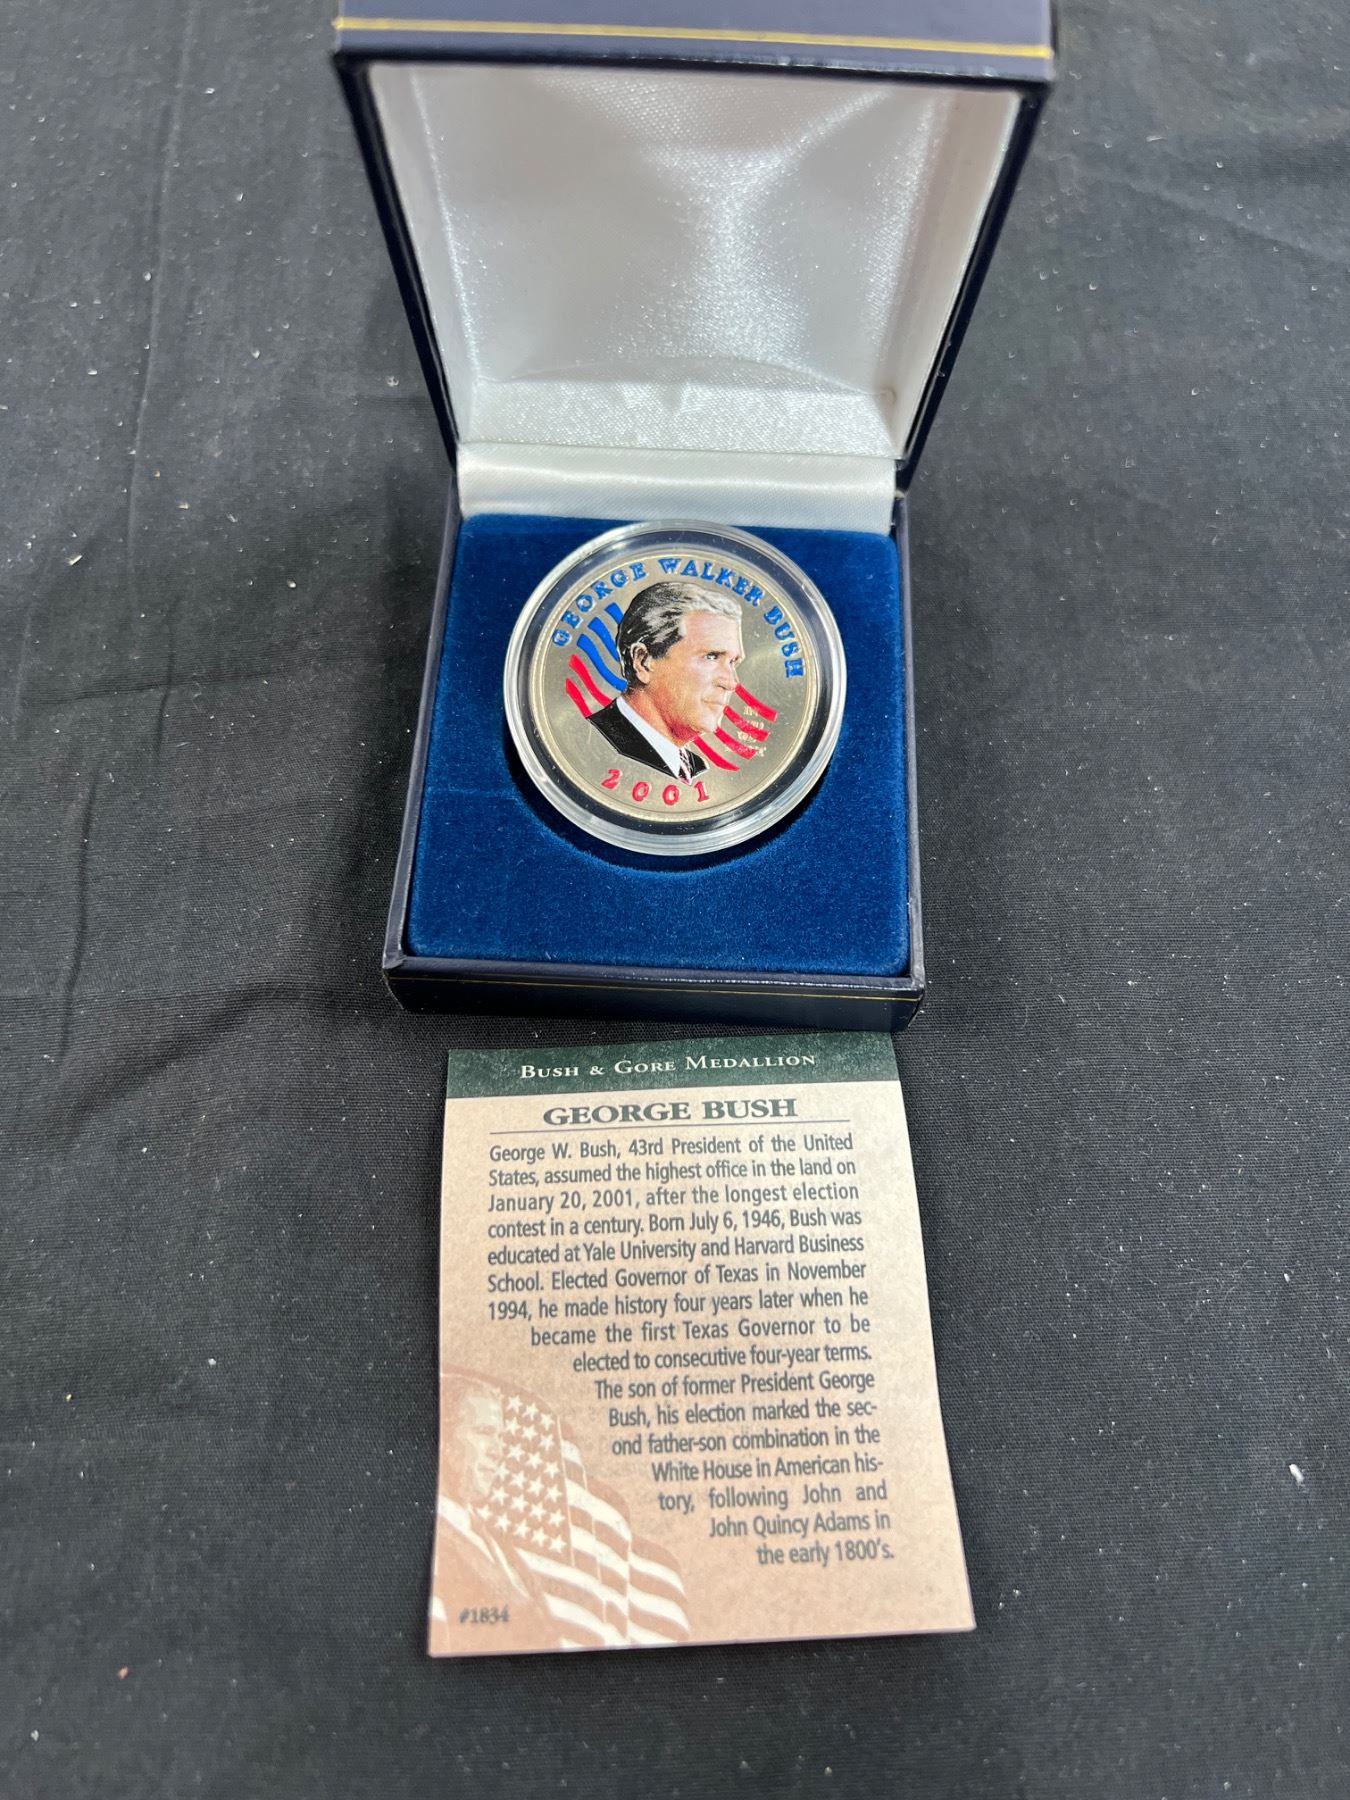 GEORGE WALKER BUSH
2001
BUSH & GORE MEDALLION
GEORGE BUSH
George W. Bush, 43rd President of the United
States, assumed the highest office in the land on
January 20, 2001, after the longest election
contest in a century. Born July 6, 1946, Bush was
educated at Yale University and Harvard Business
School. Elected Governor of Texas in November
1994, he made history four years later when he
became the first Texas Governor to be
elected to consecutive four-year terms.
The son of former President George
Bush, his election marked the sec-
ond father-son combination in the
White House in American his-
tory, following John and
John Quincy Adams in
the early 1800's.
#1834